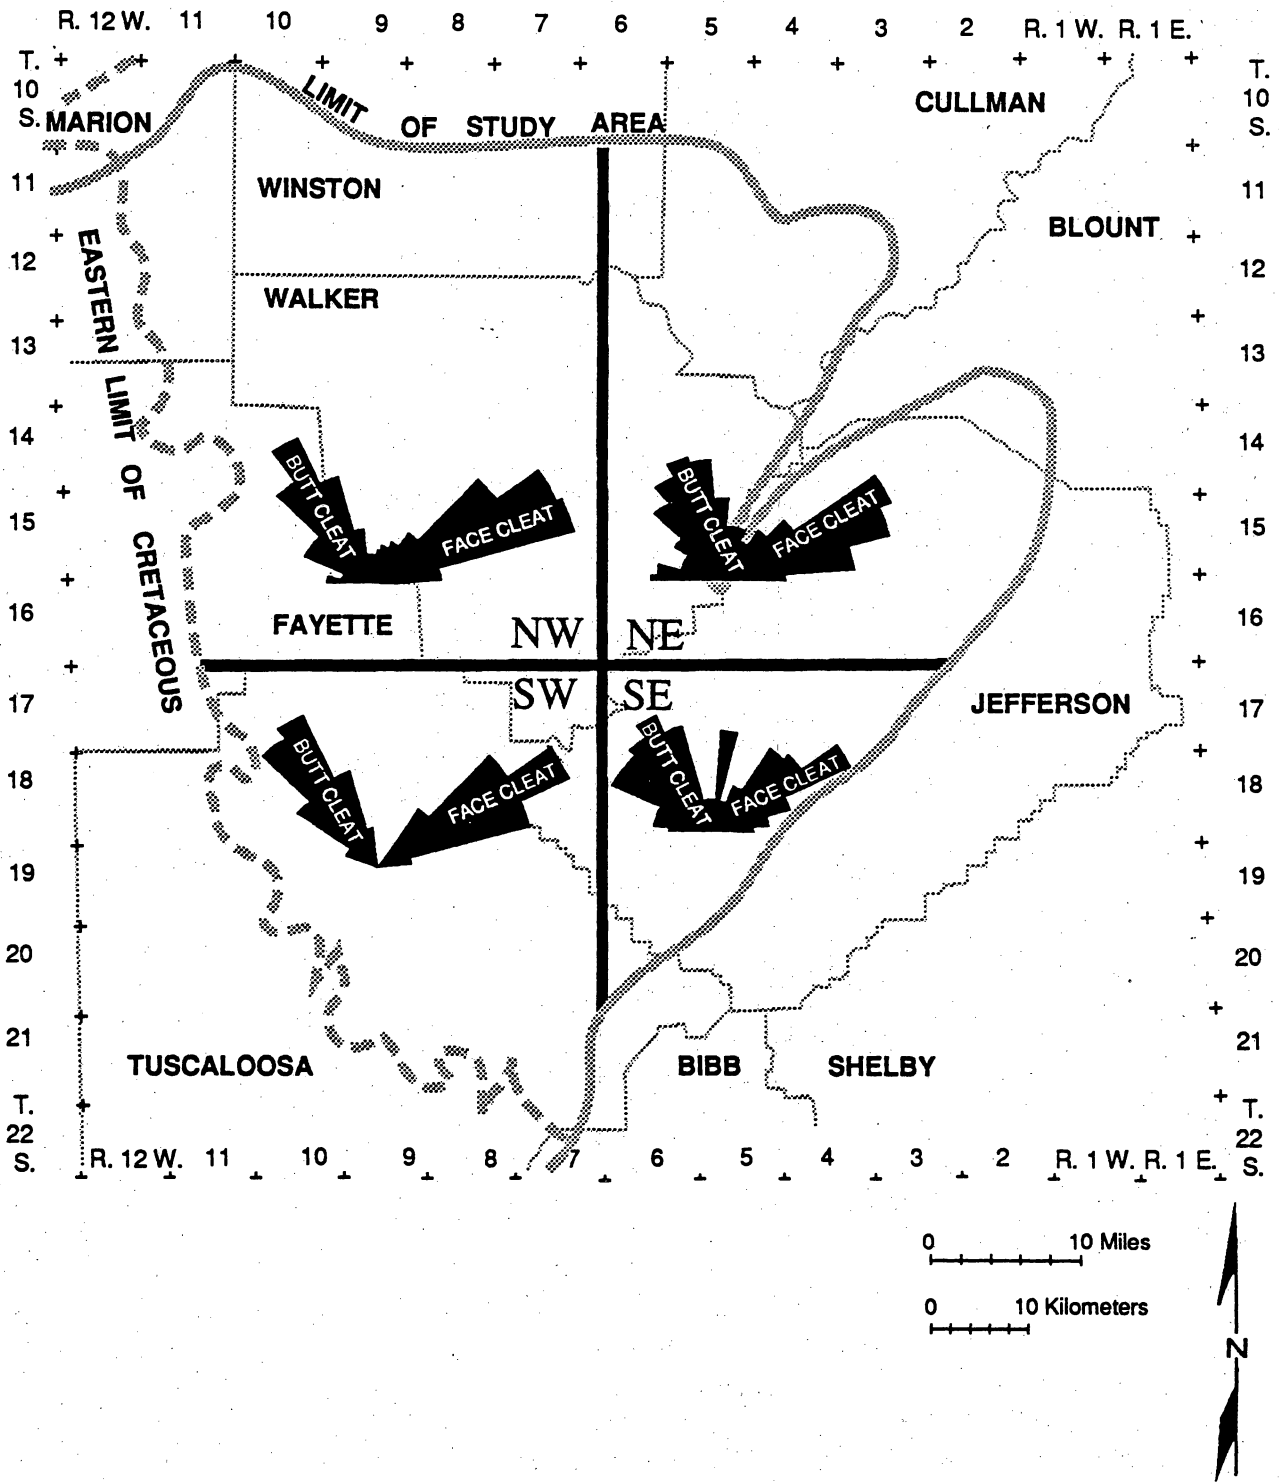 R. 12 W. 11 10 9 8 7 6 5 4 3 2 R. 1 W. R. 1 E.
T.
10
S.
T.
10
S.
MARION
LIMIT OF STUDY AREA
CULLMAN
11
11
WINSTON
BLOUNT
12
12
WALKER
EASTERN LIMIT OF CRETACEOUS
13
13
14
14
BUTT CLEAT
FACE CLEAT
BUTT CLEAT
FACE CLEAT
15
15
16
16
FAYETTE
NW NE
SW SE
17
17
JEFFERSON
BUTT CLEAT
FACE CLEAT
BUTT CLEAT
FACE CLEAT
18
18
19
19
20
20
21
21
TUSCALOOSA
BIBB
SHELBY
T.
22
S.
T.
22
S.
R. 12 W. 11 10 9 8 7 6 5 4 3 2 R. 1 W. R. 1 E.
0 10 Miles
0 10 Kilometers
N